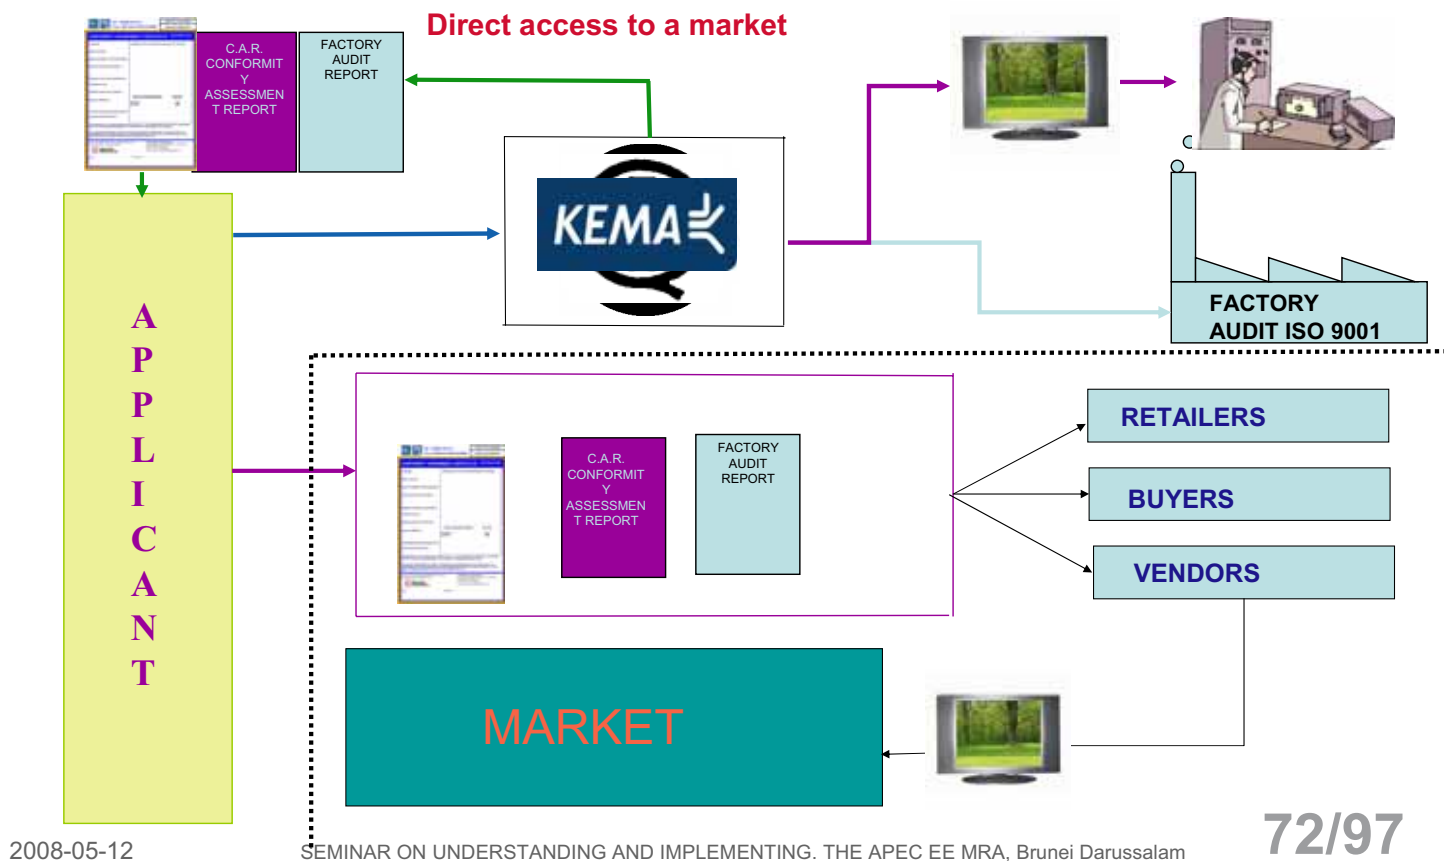 Direct access to a market
C.A.R.
CONFORMIT
Y
ASSESSMEN
T REPORT
FACTORY
AUDIT
REPORT
KEMA
FACTORY
AUDIT ISO 9001
A
P
P
L
I
C
A
N
T
C.A.R.
CONFORMIT
Y
ASSESSMEN
T REPORT
FACTORY
AUDIT
REPORT
RETAILERS
BUYERS
VENDORS
MARKET
2008-05-12
SEMINAR ON UNDERSTANDING AND IMPLEMENTING. THE APEC EE MRA, Brunei Darussalam
72/97